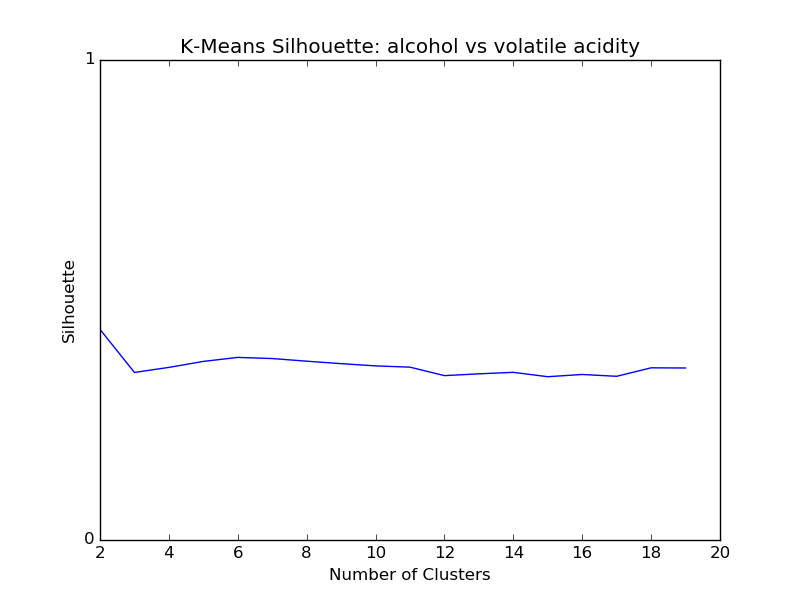 K-Means Silhouette: alcohol vs volatile acidity
1
Silhouette
0
2 4 6 8 10 12 14 16 18 20
Number of Clusters